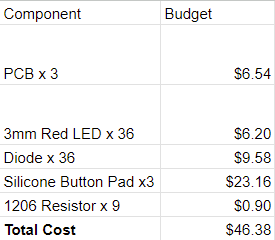 Component Budget
PCB x 3 $6.54
3mm Red LED x 36 $6.20
Diode x 36 $9.58
Silicone Button Pad x3 $23.16
1206 Resistor x 9 $0.90
Total Cost $46.38